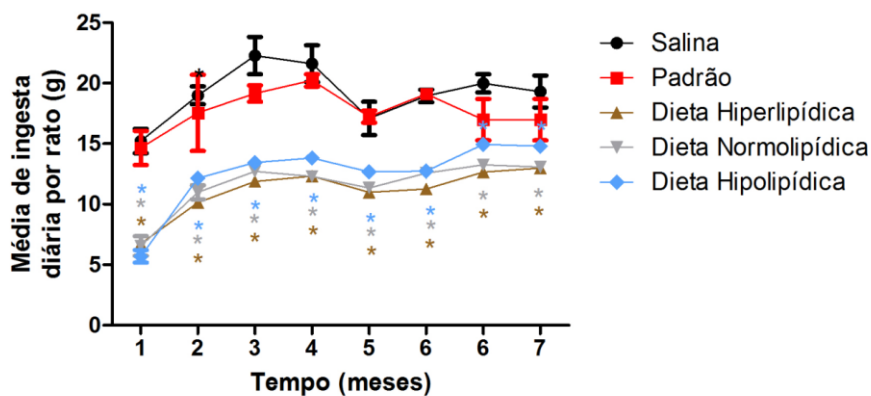 Média de ingesta
diária por rato (g)
25
20
15
10
5
0
1 2 3 4 5 6 6 7
Tempo (meses)
Salina
Padrão
Dieta Hiperlipídica
Dieta Normolipídica
Dieta Hipolipídica